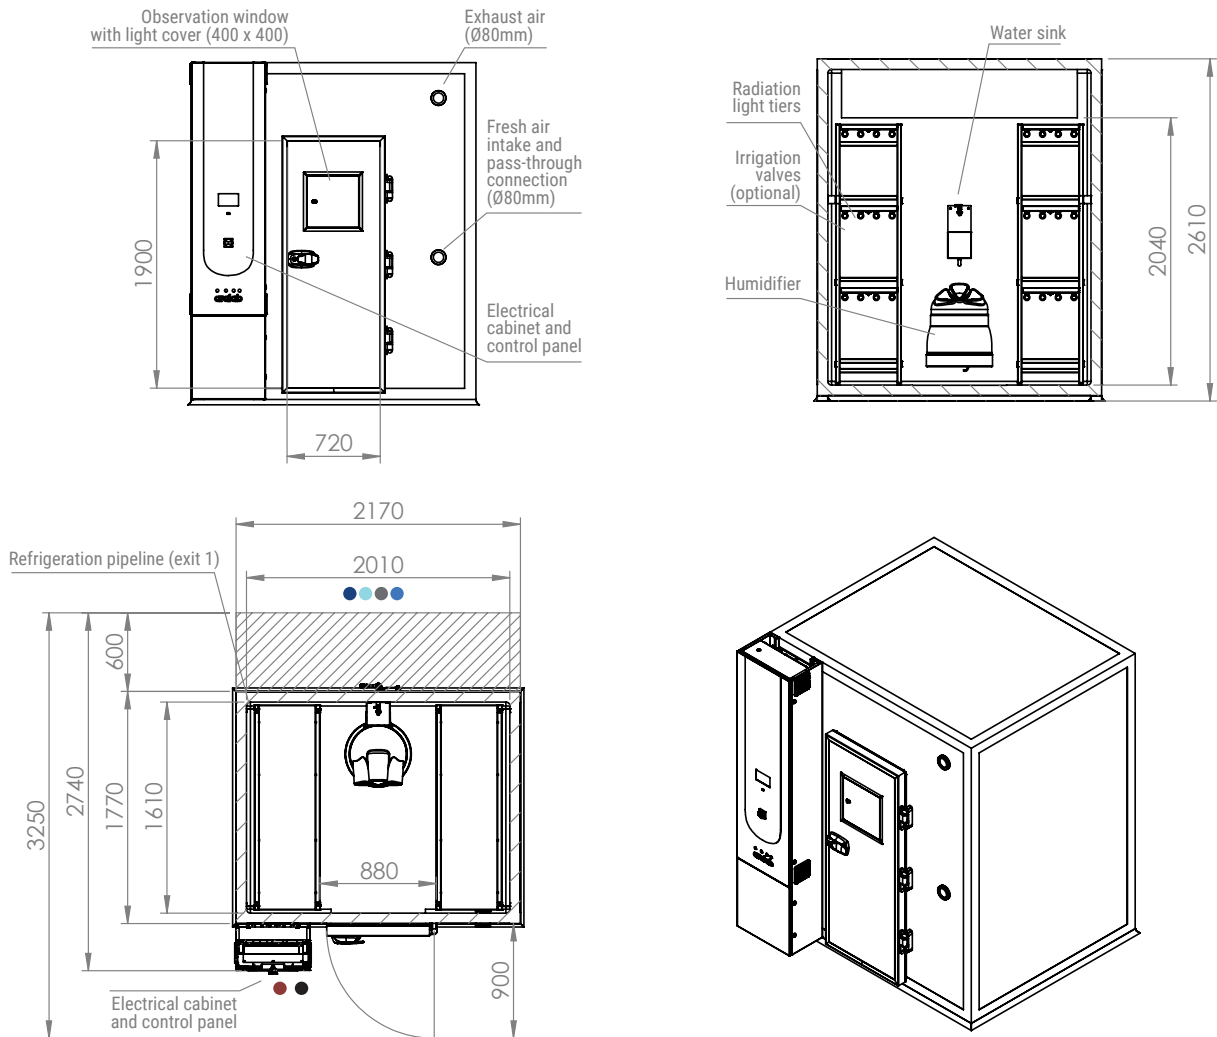 Observation window
with light cover (400 x 400)
Exhaust air
(Ø80mm)
Fresh air
intake and
pass-through
connection
(Ø80mm)
1900
Electrical
cabinet and
control panel
720
Water sink
Radiation
light tiers
Irrigation
valves
(optional)
Humidifier
2040
2610
2170
Refrigeration pipeline (exit 1)
2010
600
3250
2740
1770
1610
880
900
Electrical cabinet
and control panel